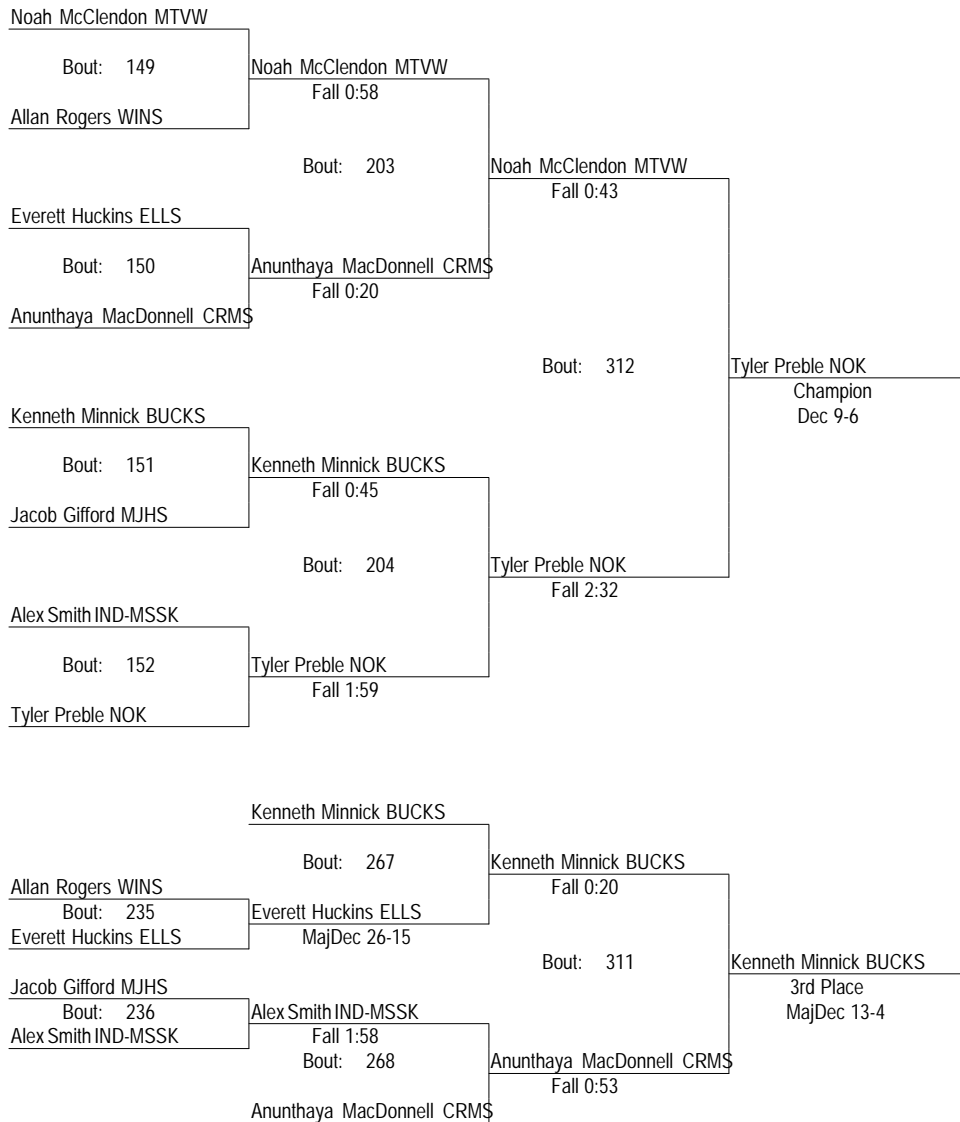 Noah McClendon MTVW
Bout: 149
Noah McClendon MTVW
Fall 0:58
Allan Rogers WINS
Bout: 203
Noah McClendon MTVW
Fall 0:43
Everett Huckins ELLS
Bout: 150
Anunthaya MacDonnell CRMS
Fall 0:20
Anunthaya MacDonnell CRMS
Bout: 312
Tyler Preble NOK
Champion
Dec 9-6
Kenneth Minnick BUCKS
Bout: 151
Kenneth Minnick BUCKS
Fall 0:45
Jacob Gifford MJHS
Bout: 204
Tyler Preble NOK
Fall 2:32
Alex Smith IND-MSSK
Bout: 152
Tyler Preble NOK
Fall 1:59
Tyler Preble NOK
Kenneth Minnick BUCKS
Bout: 267
Kenneth Minnick BUCKS
Fall 0:20
Allan Rogers WINS
Bout: 235
Everett Huckins ELLS
Everett Huckins ELLS
MajDec 26-15
Bout: 311
Kenneth Minnick BUCKS
3rd Place
MajDec 13-4
Jacob Gifford MJHS
Bout: 236
Alex Smith IND-MSSK
Alex Smith IND-MSSK
Fall 1:58
Bout: 268
Anunthaya MacDonnell CRMS
Fall 0:53
Anunthaya MacDonnell CRMS